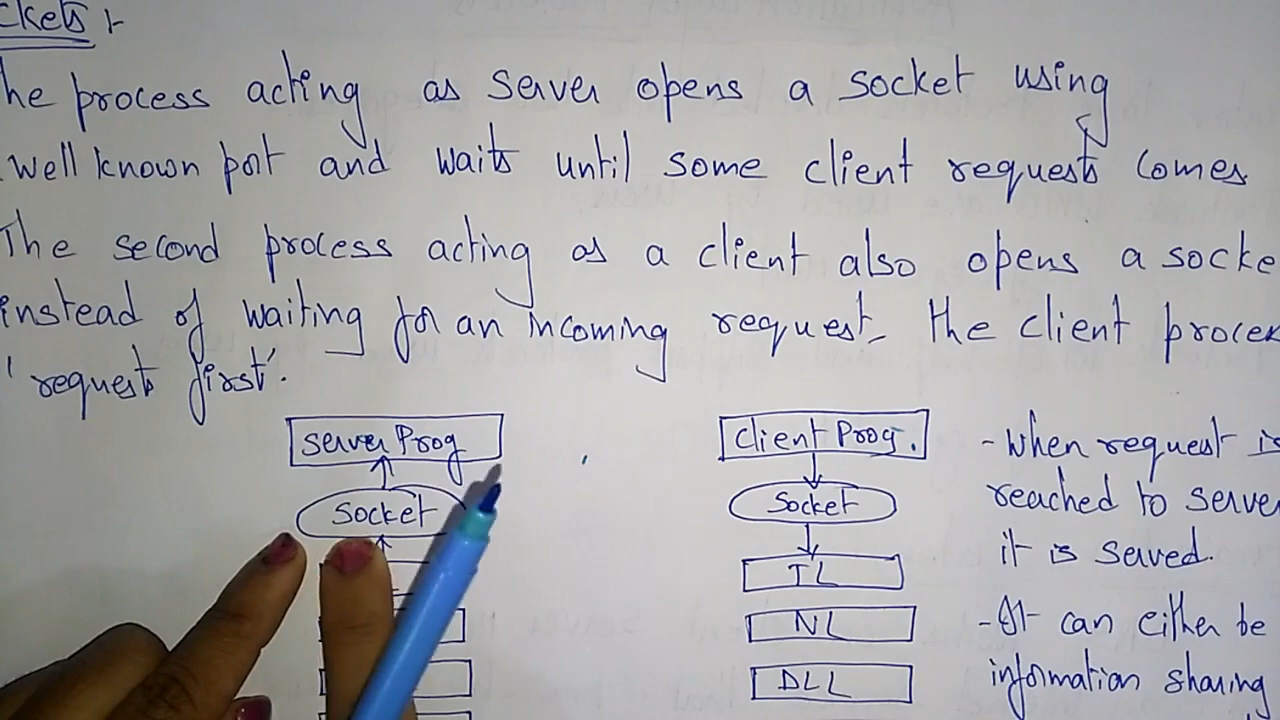 ckets :-
he process acting as server opens a socket using
well known port and waits until some client requests comes
The second process acting as a client also opens a socke
instead of waiting for an incoming request. the client proces
' requests first'.
Server Prog
Socket
Client Prog.
Socket
TL
NL
DLL
- When request is
reached to serve
it is served.
- It can either be
information sharing